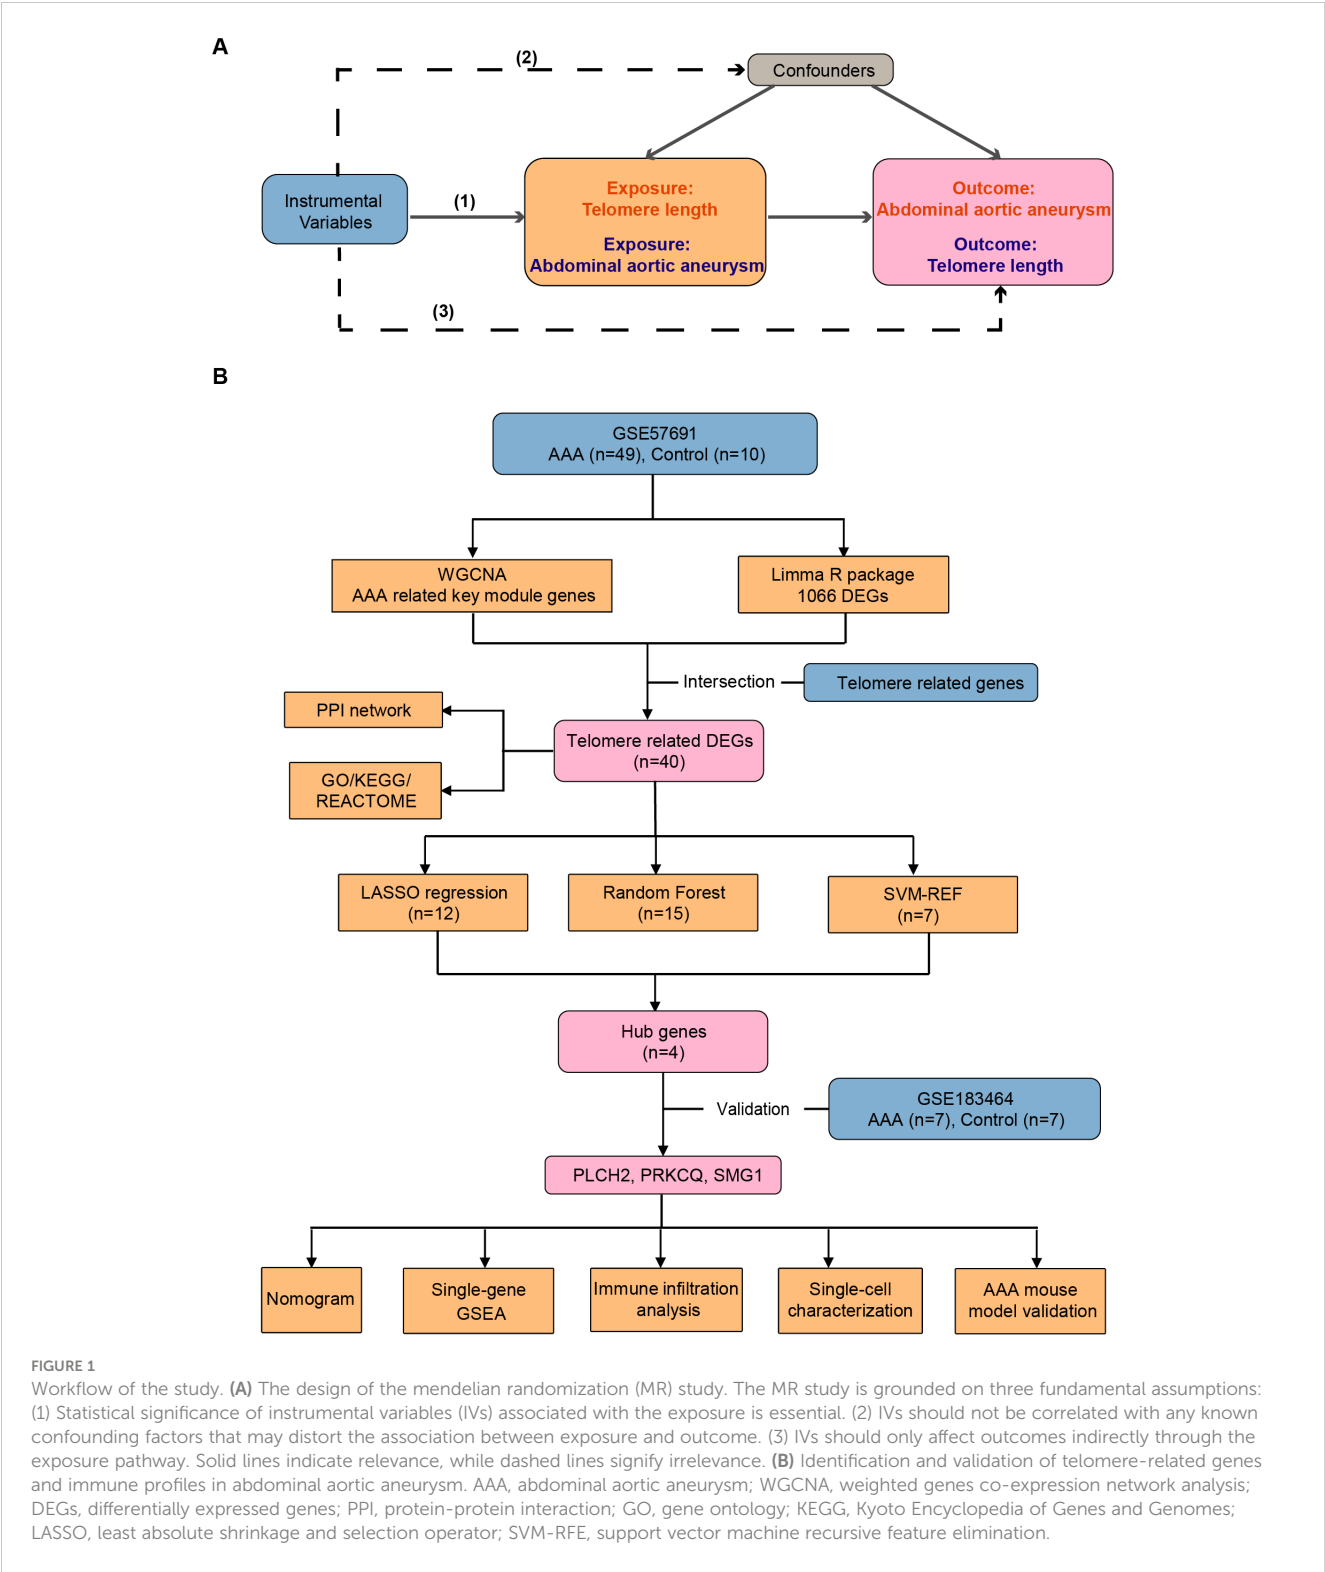 A
(2)
Confounders
Instrumental
Variables
(1)
Exposure:
Telomere length
Exposure:
Abdominal aortic aneurysm
Outcome:
Abdominal aortic aneurysm
Outcome:
Telomere length
(3)
B
GSE57691
AAA (n=49), Control (n=10)
WGCNA
AAA related key module genes
Limma R package
1066 DEGs
Intersection
Telomere related genes
PPI network
Telomere related DEGs
(n=40)
GO/KEGG/
REACTOME
LASSO regression
(n=12)
Random Forest
(n=15)
SVM-REF
(n=7)
Hub genes
(n=4)
Validation
GSE183464
AAA (n=7), Control (n=7)
PLCH2, PRKCQ, SMG1
Nomogram
Single-gene
GSEA
Immune infiltration
analysis
Single-cell
characterization
AAA mouse
model validation
FIGURE 1
Workflow of the study. (A) The design of the mendelian randomization (MR) study. The MR study is grounded on three fundamental assumptions:
(1) Statistical significance of instrumental variables (IVs) associated with the exposure is essential. (2) IVs should not be correlated with any known
confounding factors that may distort the association between exposure and outcome. (3) IVs should only affect outcomes indirectly through the
exposure pathway. Solid lines indicate relevance, while dashed lines signify irrelevance. (B) Identification and validation of telomere-related genes
and immune profiles in abdominal aortic aneurysm. AAA, abdominal aortic aneurysm; WGCNA, weighted genes co-expression network analysis;
DEGs, differentially expressed genes; PPI, protein-protein interaction; GO, gene ontology; KEGG, Kyoto Encyclopedia of Genes and Genomes;
LASSO, least absolute shrinkage and selection operator; SVM-RFE, support vector machine recursive feature elimination.